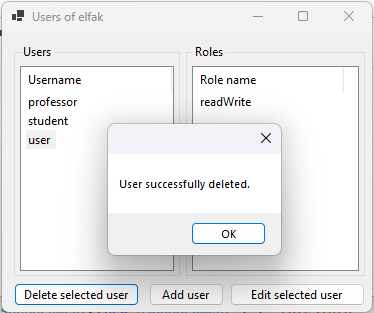 Users of elfak
Users
Roles
Username
Role name
professor
readWrite
student
user
User successfully deleted.
OK
Delete selected user
Add user
Edit selected user